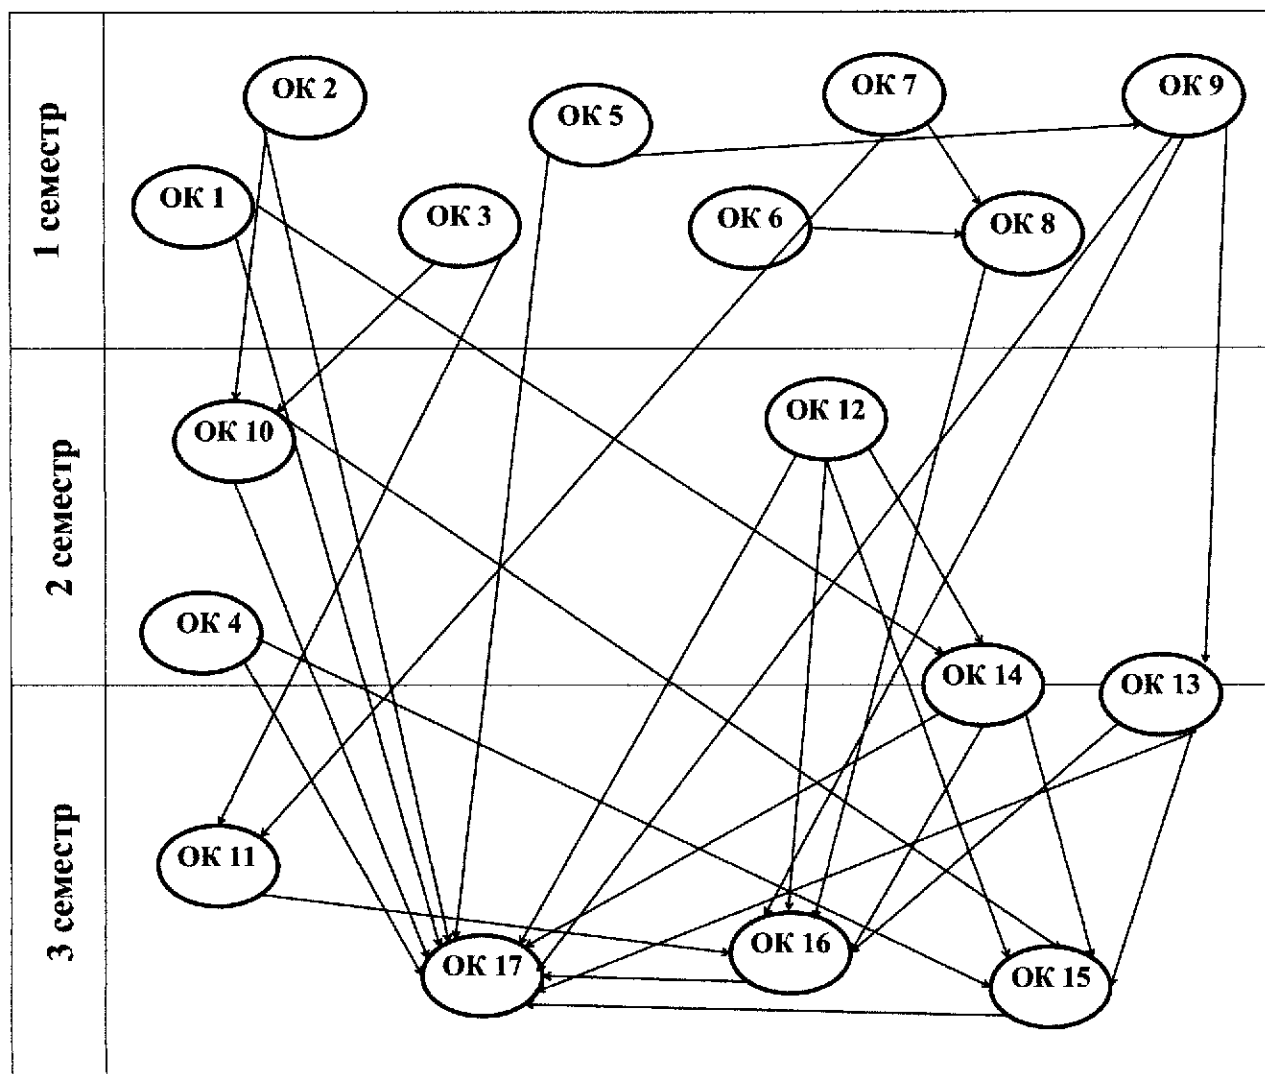 1 семестр
ОК 2
ОК 7
ОК 9
ОК 5
ОК 1
ОК 3
ОК 6
ОК 8
2 семестр
ОК 12
ОК 10
ОК 4
ОК 14
ОК 13
3 семестр
ОК 11
ОК 16
ОК 17
ОК 15